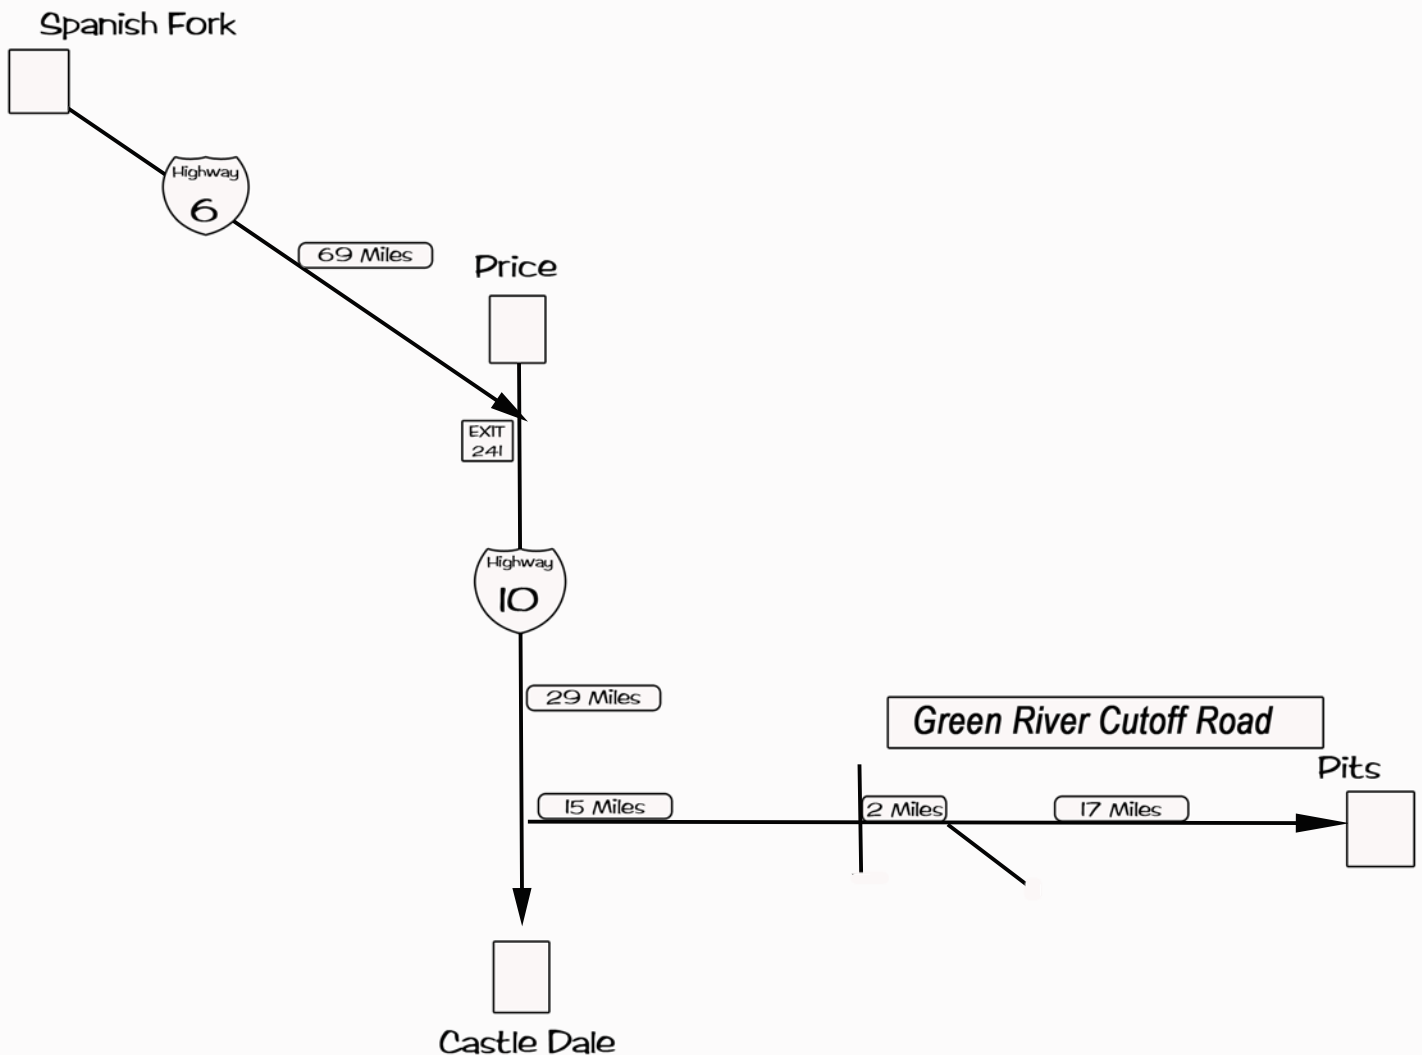 Spanish Fork
Highway
6
69 Miles
Price
EXIT
241
Highway
10
29 Miles
Green River Cutoff Road
Pits
15 Miles
2 Miles
17 Miles
Castle Dale